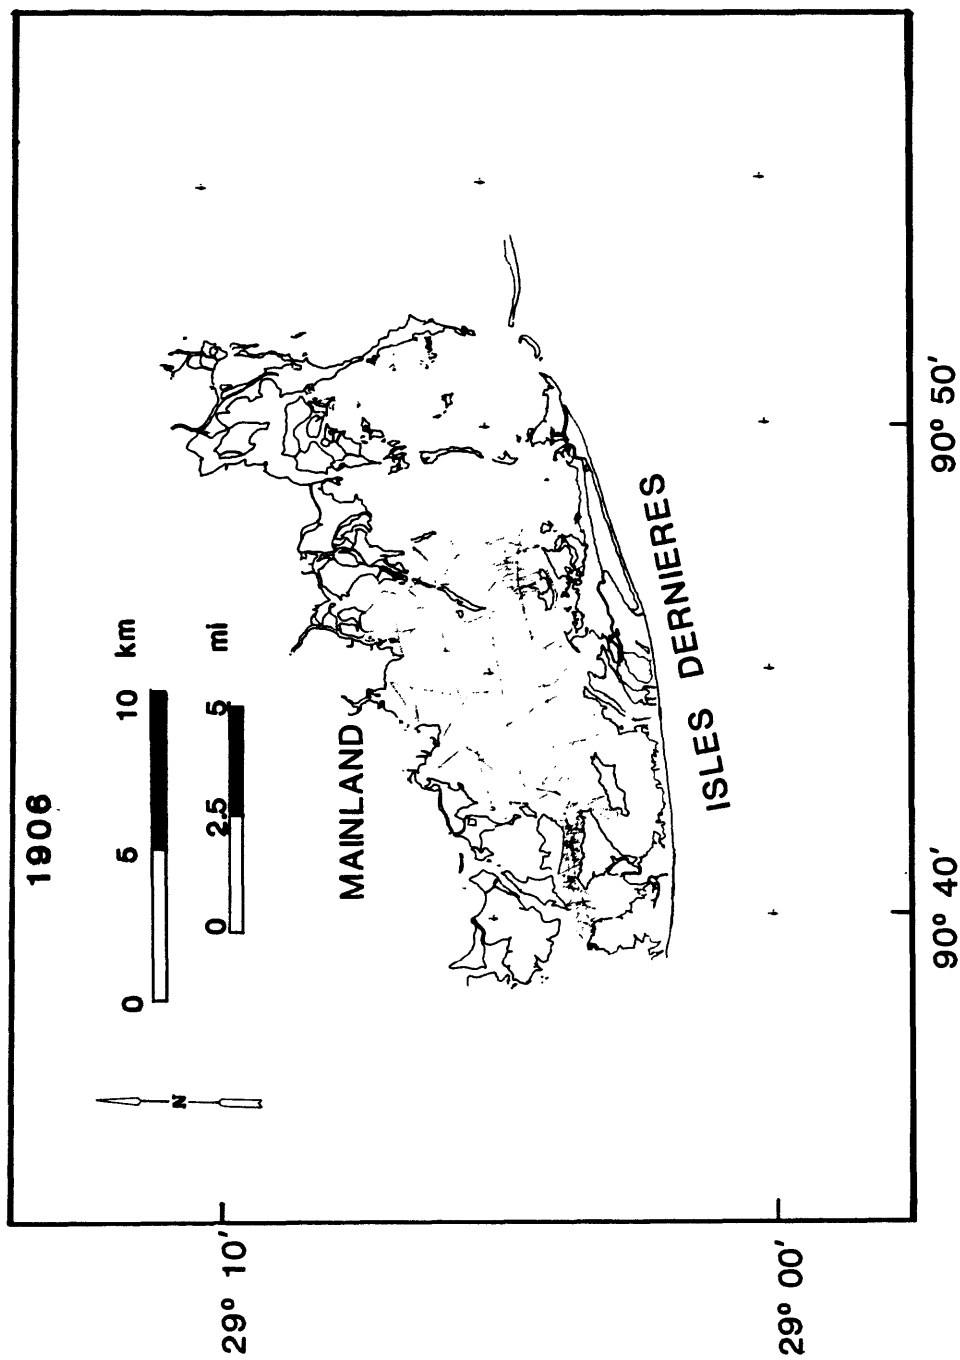 1906
0 5 10 km
0 2.5 5 mi
N
MAINLAND
ISLES DERNIERES
29° 10′
29° 00′
90° 40′
90° 50′